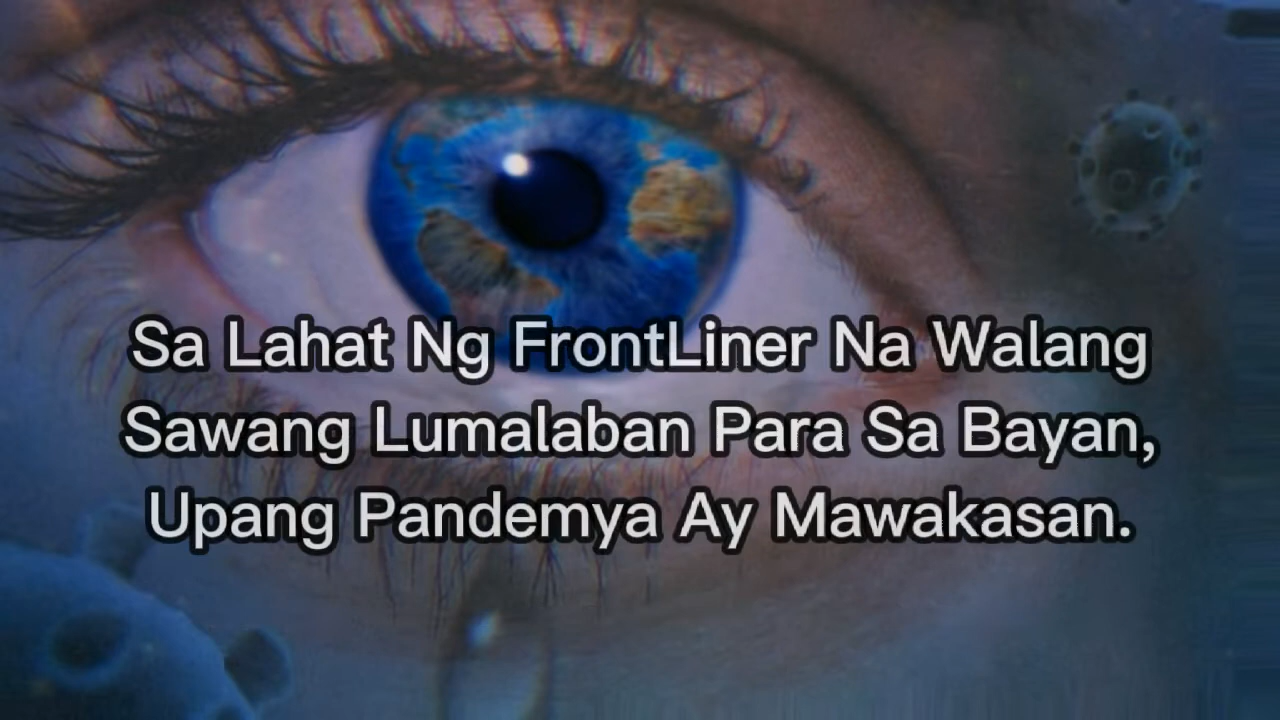 Sa Lahat Ng FrontLiner Na Walang
Sawang Lumalaban Para Sa Bayan,
Upang Pandemya Ay Mawakasan.